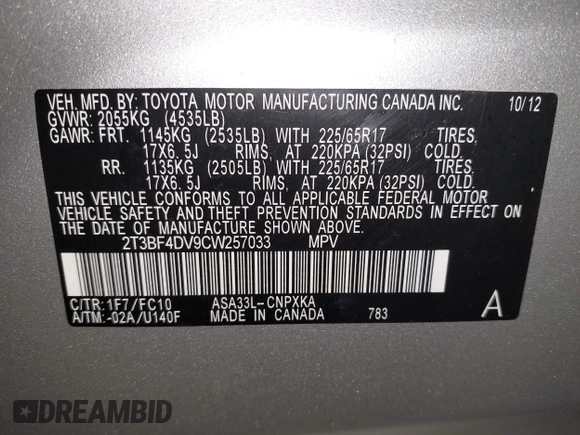 VEH. MFD. BY: TOYOTA MOTOR MANUFACTURING CANADA INC. 10/12
GVWR: 2055KG (4535LB)
GAWR: FRT. 1145KG (2535LB) WITH 225/65R17 TIRES,
17X6.5J RIMS, AT 220KPA (32PSI) COLD.
RR. 1135KG (2505LB) WITH 225/65R17 TIRES,
17X6.5J RIMS, AT 220KPA (32PSI) COLD.
THIS VEHICLE CONFORMS TO ALL APPLICABLE FEDERAL MOTOR
VEHICLE SAFETY AND THEFT PREVENTION STANDARDS IN EFFECT ON
THE DATE OF MANUFACTURE SHOWN ABOVE.
2T3BF4DV9CW257033 MPV
C/TR: 1F7/FC10 ASA33L-CNPXKA A
A/TM: -02A/U140F MADE IN CANADA 783
DREAMBID